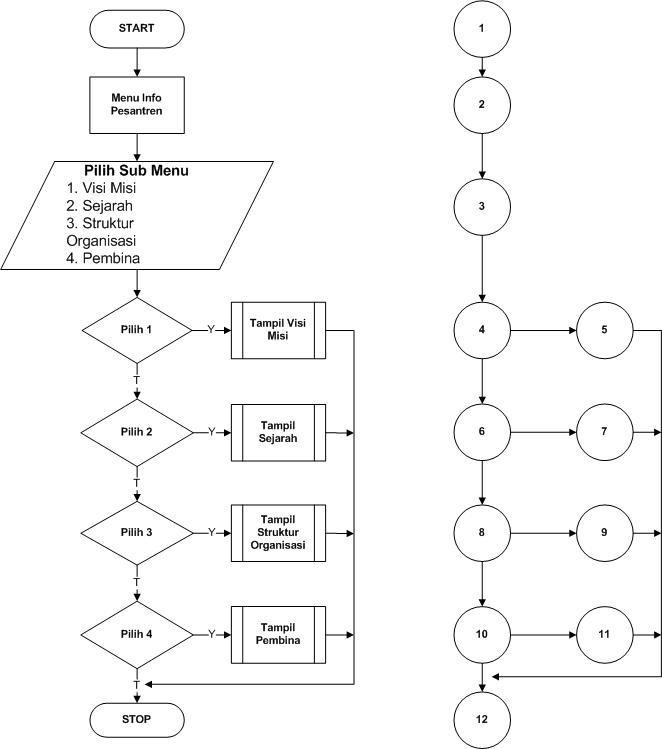 START
Menu Info
Pesantren
Pilih Sub Menu
1. Visi Misi
2. Sejarah
3. Struktur
Organisasi
4. Pembina
Pilih 1
Y
Tampil Visi
Misi
T
Pilih 2
Y
Tampil
Sejarah
T
Pilih 3
Y
Tampil
Struktur
Organisasi
T
Pilih 4
Y
Tampil
Pembina
T
STOP
1
2
3
4
5
6
7
8
9
10
11
12